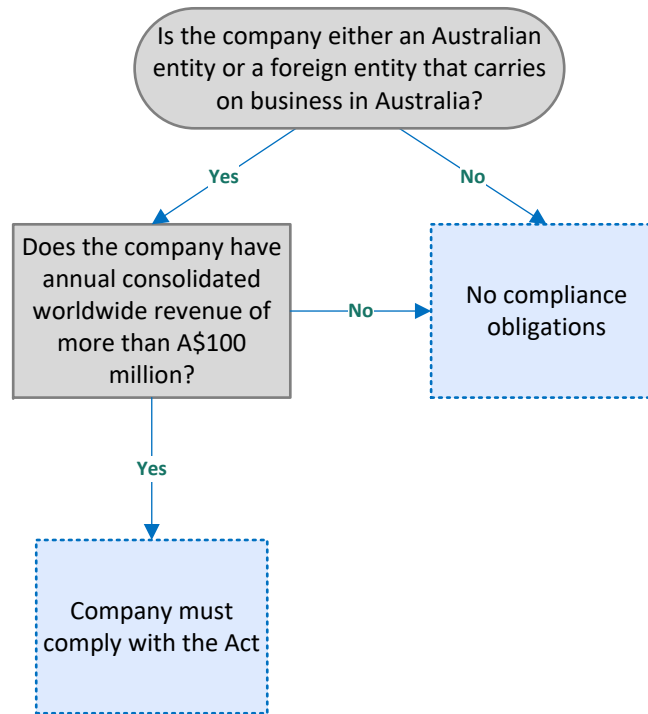 Is the company either an Australian
entity or a foreign entity that carries
on business in Australia?
Yes
No
Does the company have
annual consolidated
worldwide revenue of
more than A$100
million?
No
No compliance
obligations
Yes
Company must
comply with the Act